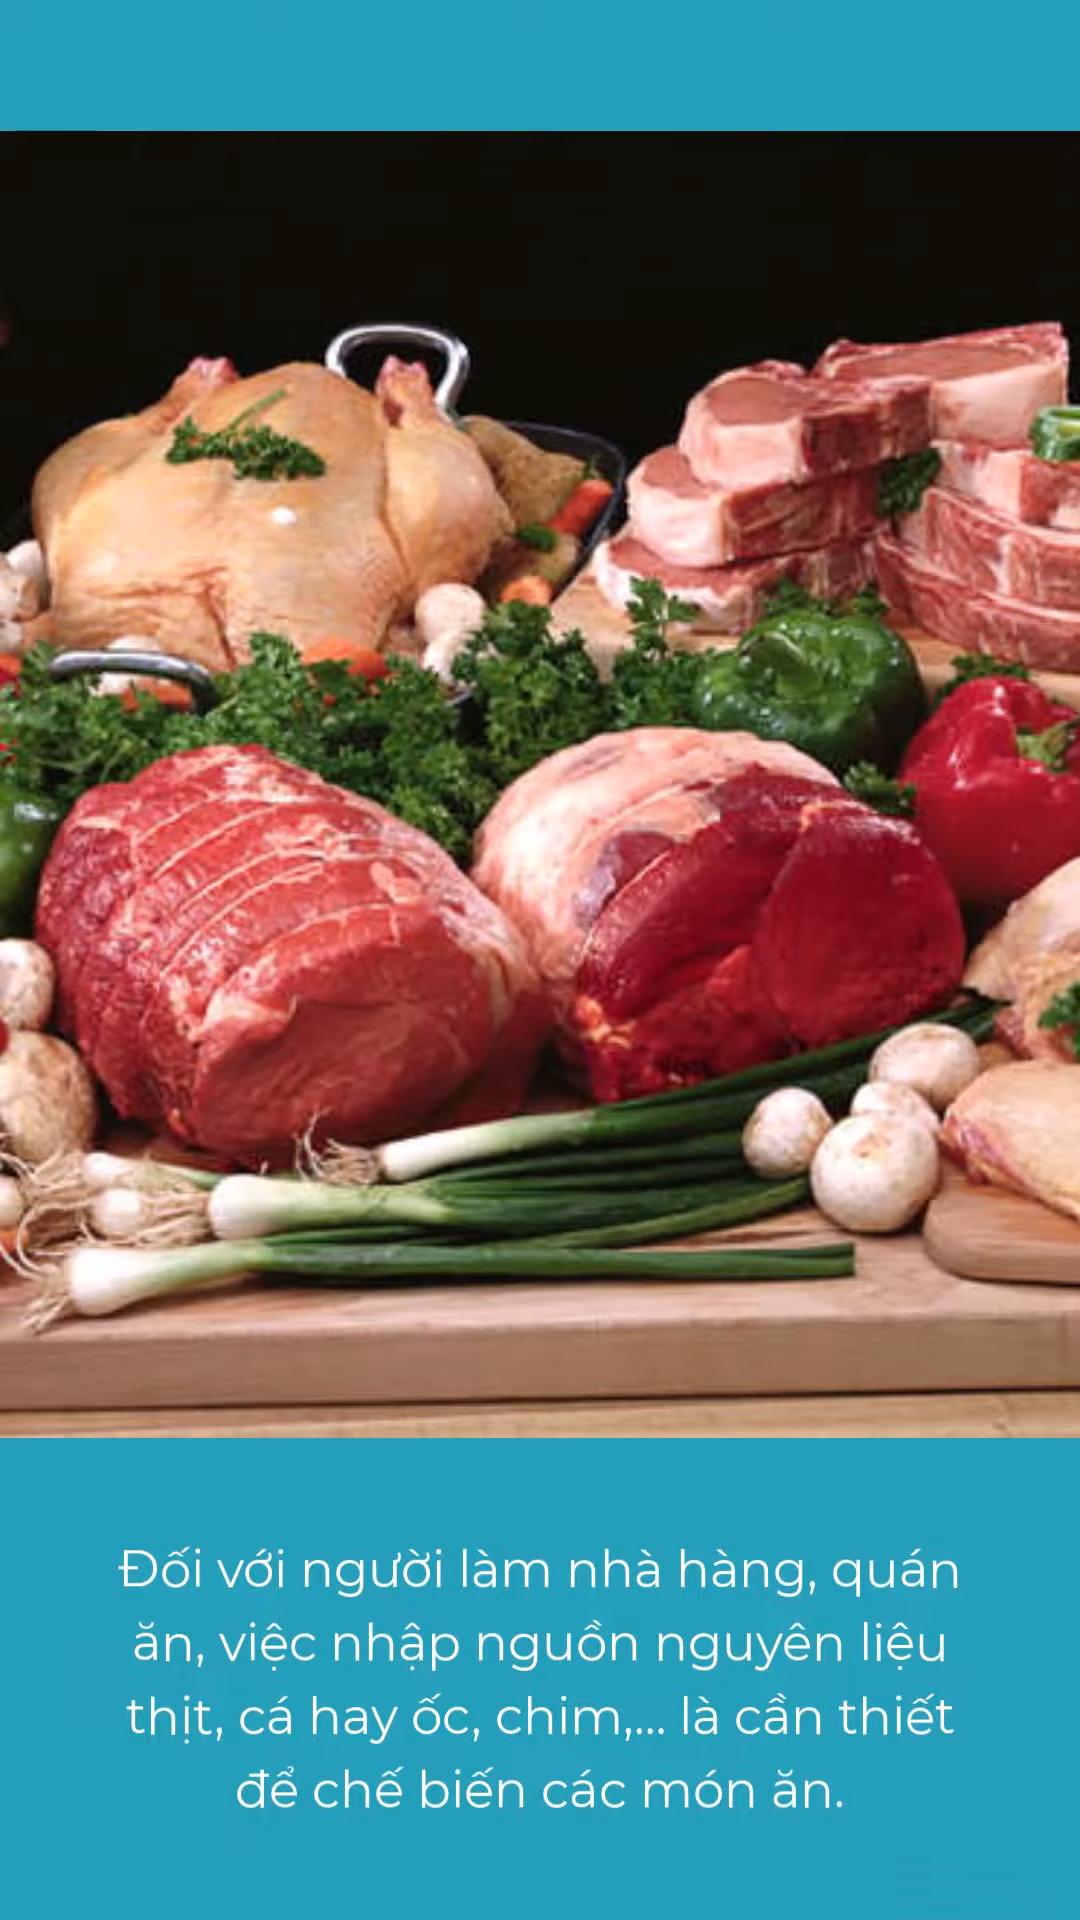 Đối với người làm nhà hàng, quán
ăn, việc nhập nguồn nguyên liệu
thịt, cá hay ốc, chim,... là cần thiết
để chế biến các món ăn.